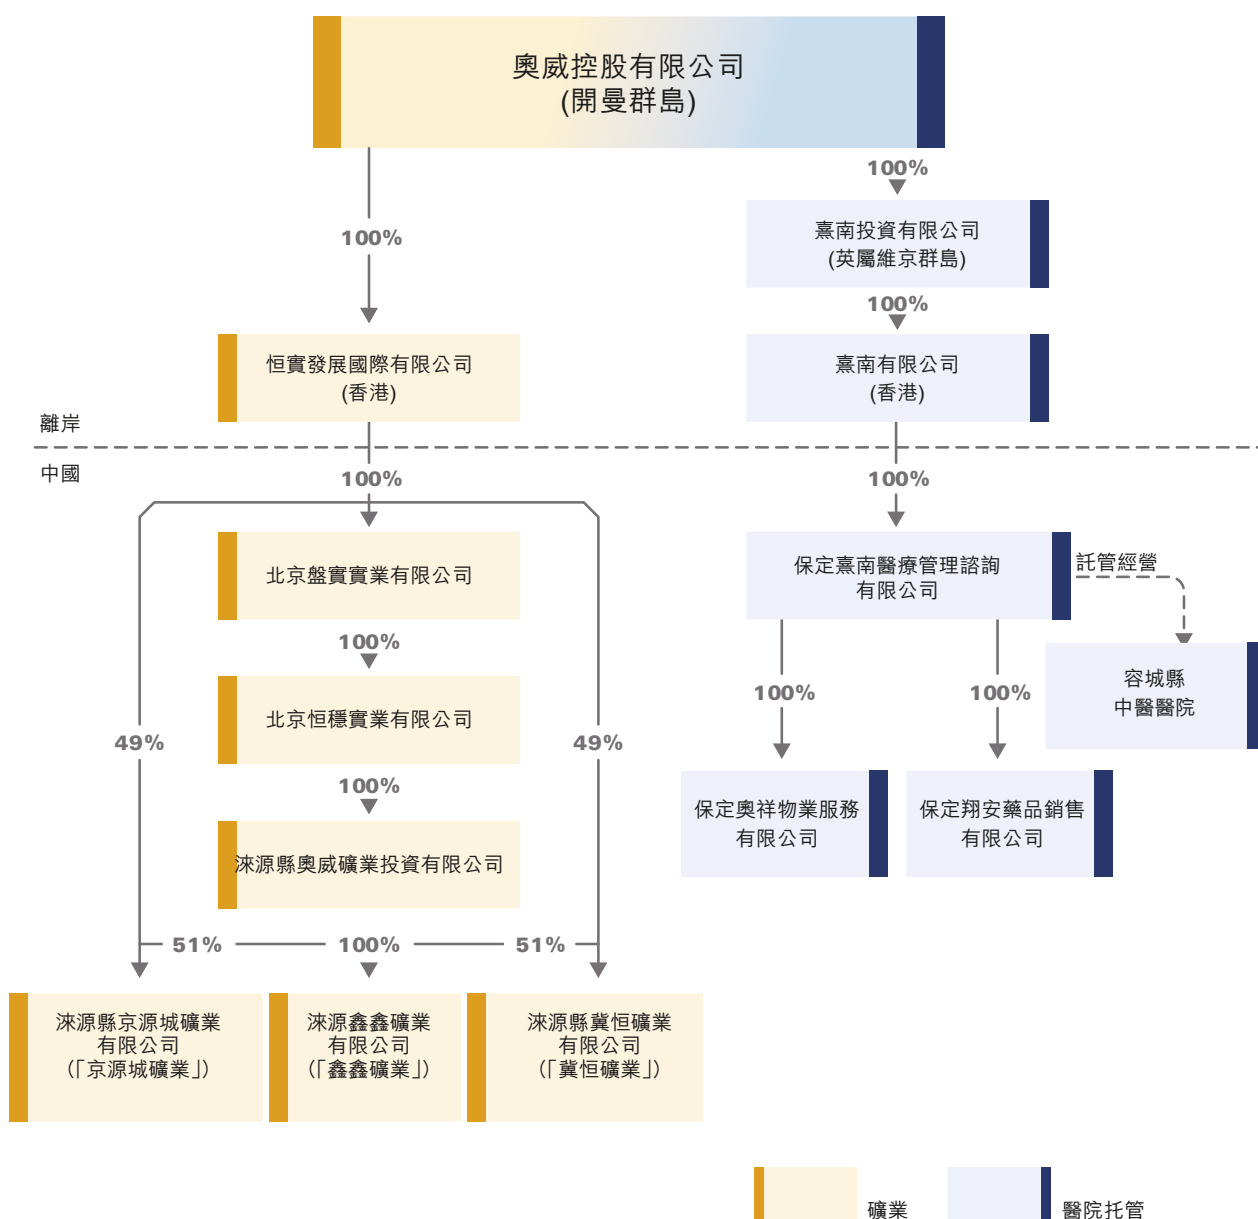 奧威控股有限公司
(開曼群島)
100%
100%
熹南投資有限公司
(英屬維京群島)
100%
恒實發展國際有限公司
(香港)
熹南有限公司
(香港)
離岸
中國
100%
100%
北京盤實實業有限公司
保定熹南醫療管理諮詢
有限公司
託管經營
100%
容城縣
中醫醫院
北京恒穩實業有限公司
100%
100%
49%
49%
100%
保定奧祥物業服務
有限公司
保定翔安藥品銷售
有限公司
淶源縣奧威礦業投資有限公司
51%
100%
51%
淶源縣京源城礦業
有限公司
(「京源城礦業」)
淶源鑫鑫礦業
有限公司
(「鑫鑫礦業」)
淶源縣冀恒礦業
有限公司
(「冀恒礦業」)
礦業
醫院托管